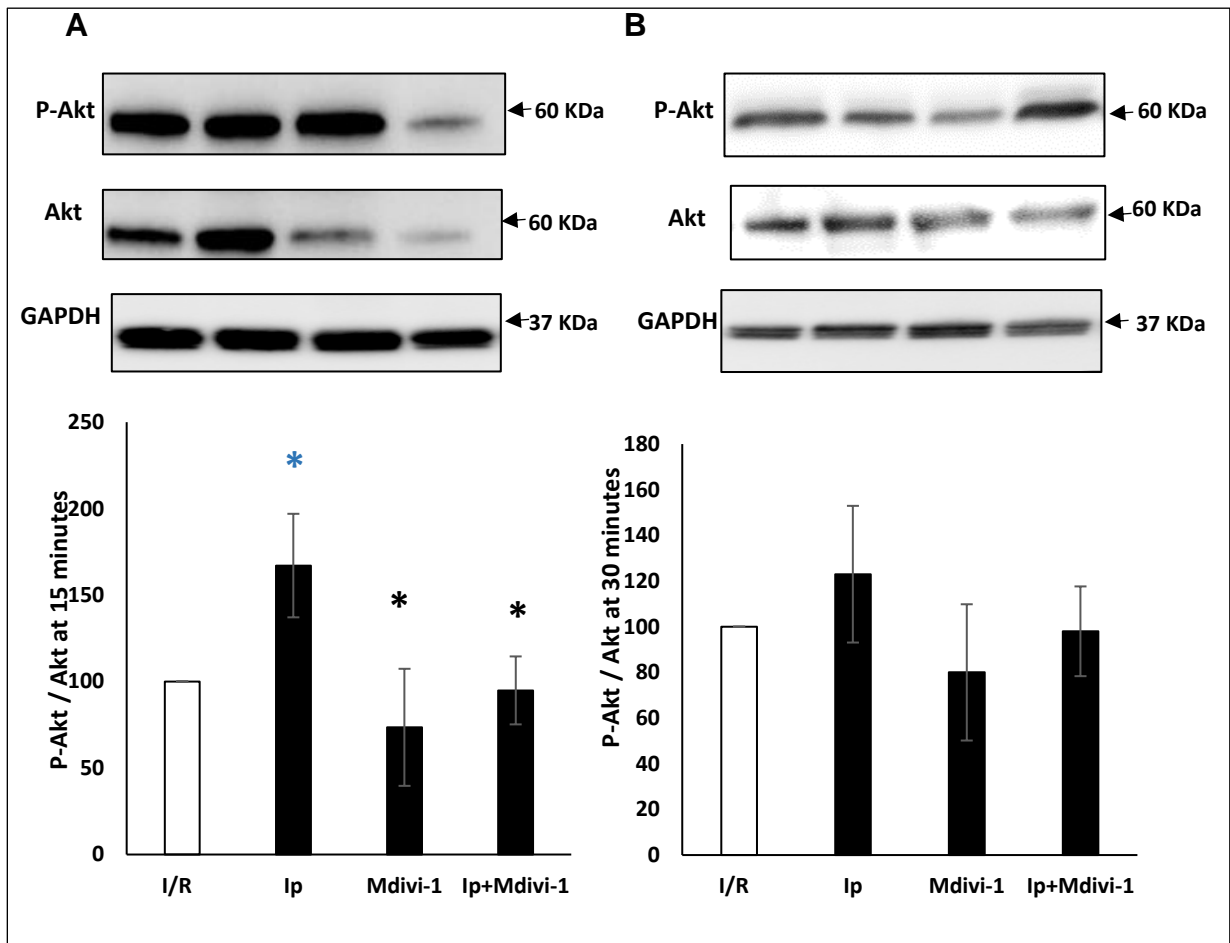 A
P-Akt
60 KDa
Akt
60 KDa
GAPDH
37 KDa
P-Akt / Akt at 15 minutes
250
200
150
100
50
0
*
*
*
I/R Ip Mdivi-1 Ip+Mdivi-1
B
P-Akt
60 KDa
Akt
60 KDa
GAPDH
37 KDa
P-Akt / Akt at 30 minutes
180
160
140
120
100
80
60
40
20
0
I/R Ip Mdivi-1 Ip+Mdivi-1